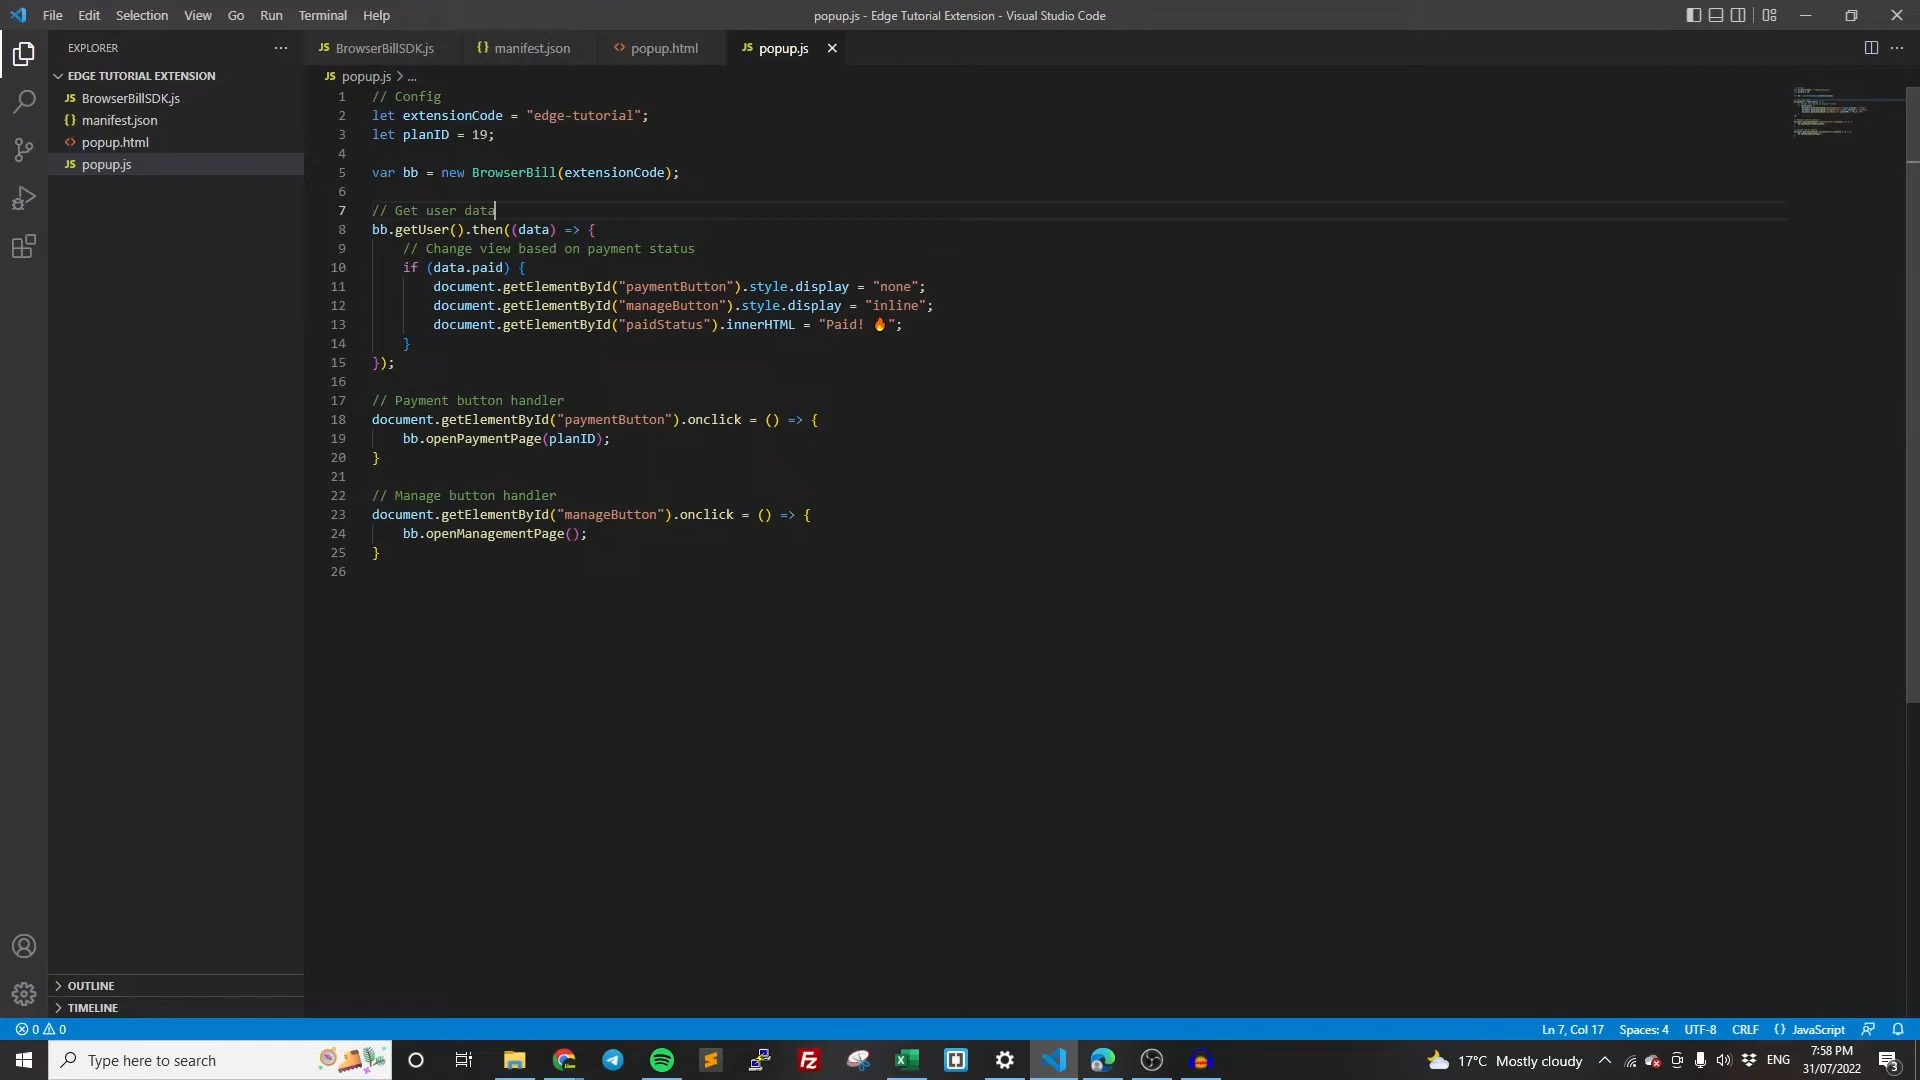 File Edit Selection View Go Run Terminal Help
popup.js - Edge Tutorial Extension - Visual Studio Code
EXPLORER
EDGE TUTORIAL EXTENSION
JS BrowserBillSDK.js
{} manifest.json
<> popup.html
JS popup.js
OUTLINE
TIMELINE
JS BrowserBillSDK.js {} manifest.json <> popup.html JS popup.js
JS popup.js > ...
1 // Config
2 let extensionCode = "edge-tutorial";
3 let planID = 19;
4
5 var bb = new BrowserBill(extensionCode);
6
7 // Get user data
8 bb.getUser().then((data) => {
9 // Change view based on payment status
10 if (data.paid) {
11 document.getElementById("paymentButton").style.display = "none";
12 document.getElementById("manageButton").style.display = "inline";
13 document.getElementById("paidStatus").innerHTML = "Paid! 🔥";
14 }
15 });
16
17 // Payment button handler
18 document.getElementById("paymentButton").onclick = () => {
19 bb.openPaymentPage(planID);
20 }
21
22 // Manage button handler
23 document.getElementById("manageButton").onclick = () => {
24 bb.openManagementPage();
25 }
26
0 0
Ln 7, Col 17 Spaces: 4 UTF-8 CRLF {} JavaScript
Type here to search
17°C Mostly cloudy
ENG
7:58 PM
31/07/2022
3